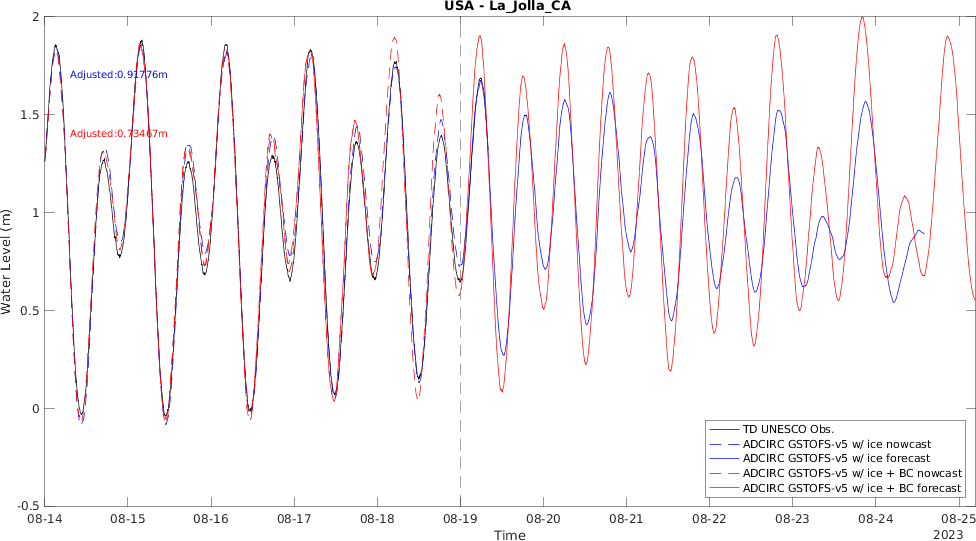 USA - La_Jolla_CA
2
1.5
1
0.5
0
-0.5
Water Level (m)
Adjusted:0.91776m
Adjusted:0.73467m
TD UNESCO Obs.
ADCIRC GSTOFS-v5 w/ ice nowcast
ADCIRC GSTOFS-v5 w/ ice forecast
ADCIRC GSTOFS-v5 w/ ice + BC nowcast
ADCIRC GSTOFS-v5 w/ ice + BC forecast
08-14 08-15 08-16 08-17 08-18 08-19 08-20 08-21 08-22 08-23 08-24 08-25
Time
2023